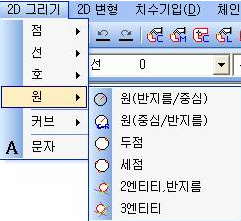 2D 그리기 2D 변형 치수기입(D) 체인
점
선 0
호
원
커브
A 문자
원(반지름/중심)
원(중심/반지름)
두점
세점
2엔티티,반지름
3엔티티